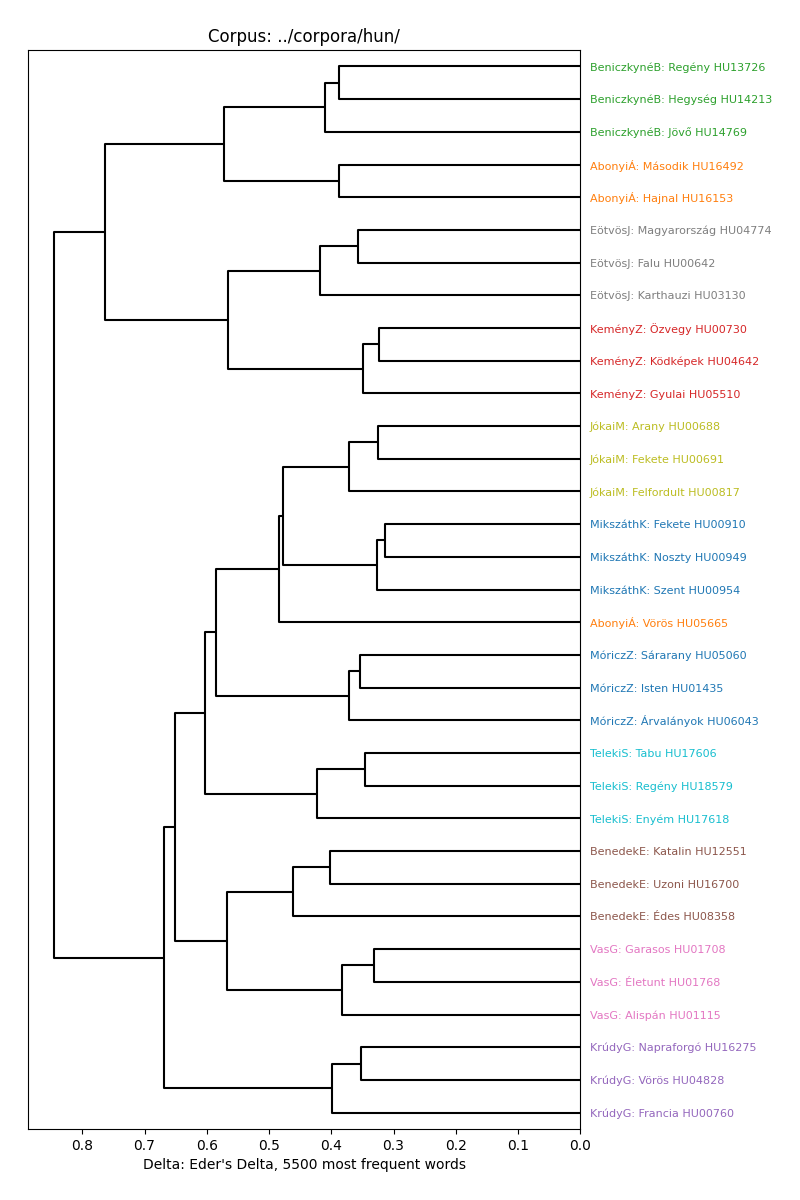 Corpus: ../corpora/hun/
BeniczkynéB: Regény HU13726
BeniczkynéB: Hegység HU14213
BeniczkynéB: Jövő HU14769
AbonyiÁ: Második HU16492
AbonyiÁ: Hajnal HU16153
EötvösJ: Magyarország HU04774
EötvösJ: Falu HU00642
EötvösJ: Karthauzi HU03130
KeményZ: Özvegy HU00730
KeményZ: Ködképek HU04642
KeményZ: Gyulai HU05510
JókaiM: Arany HU00688
JókaiM: Fekete HU00691
JókaiM: Felfordult HU00817
MikszáthK: Fekete HU00910
MikszáthK: Noszty HU00949
MikszáthK: Szent HU00954
AbonyiÁ: Vörös HU05665
MóriczZ: Sárarany HU05060
MóriczZ: Isten HU01435
MóriczZ: Árvalányok HU06043
TelekiS: Tabu HU17606
TelekiS: Regény HU18579
TelekiS: Enyém HU17618
BenedekE: Katalin HU12551
BenedekE: Uzoni HU16700
BenedekE: Édes HU08358
VasG: Garasos HU01708
VasG: Életunt HU01768
VasG: Alispán HU01115
KrúdyG: Napraforgó HU16275
KrúdyG: Vörös HU04828
KrúdyG: Francia HU00760
0.8 0.7 0.6 0.5 0.4 0.3 0.2 0.1 0.0
Delta: Eder's Delta, 5500 most frequent words